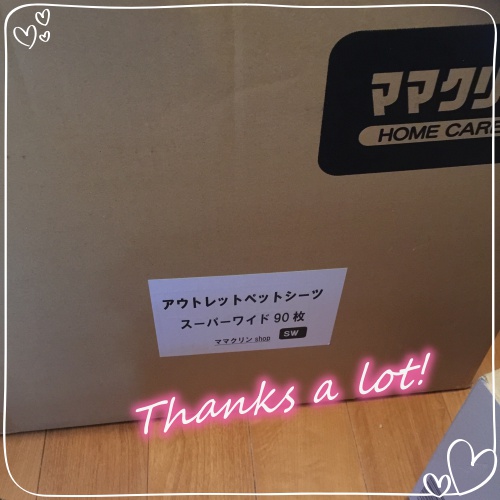 ママクリ
HOME CARE
アウトレットペットシーツ
スーパーワイド90枚
ママクリンshop SW
Thanks a lot!